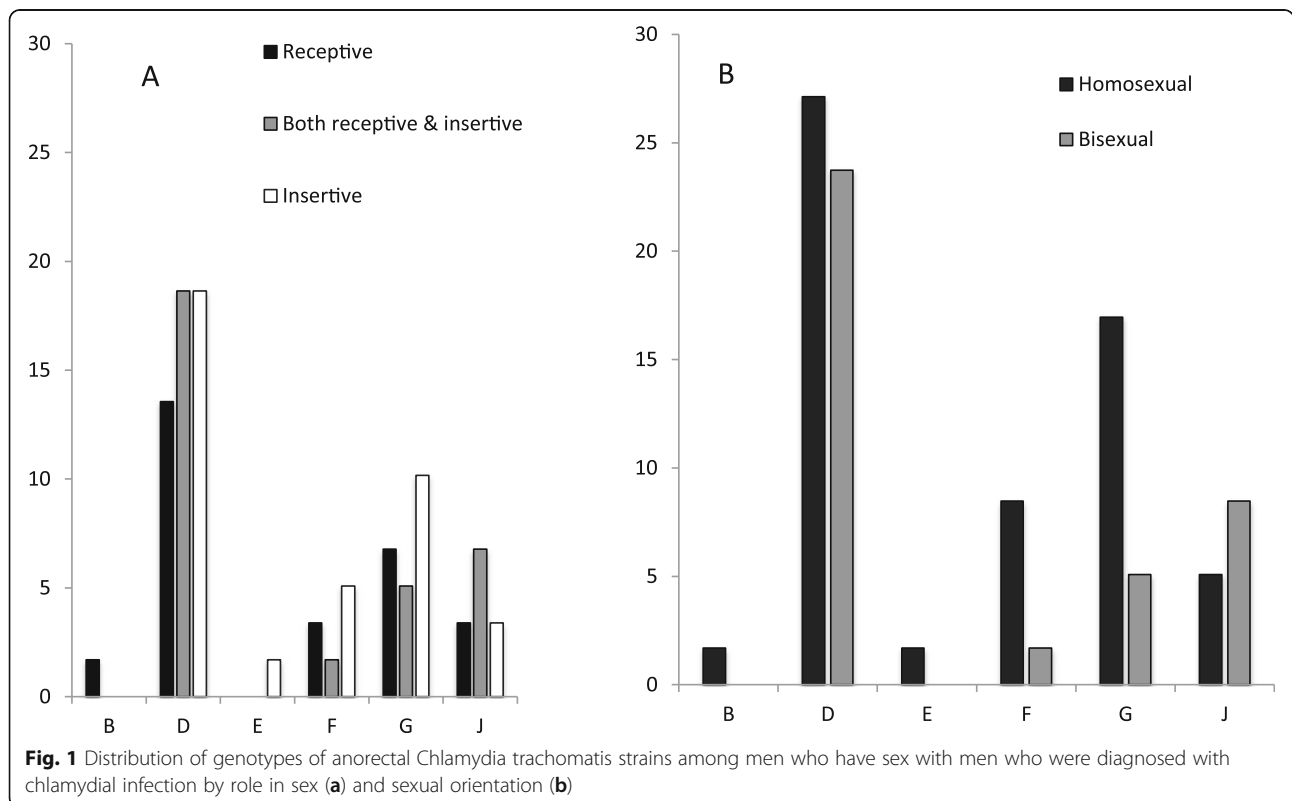 30
25
20
15
10
5
0
A
Receptive
Both receptive & insertive
Insertive
B D E F G J
30
25
20
15
10
5
0
B
Homosexual
Bisexual
B D E F G J
Fig. 1 Distribution of genotypes of anorectal Chlamydia trachomatis strains among men who have sex with men who were diagnosed with
chlamydial infection by role in sex (a) and sexual orientation (b)